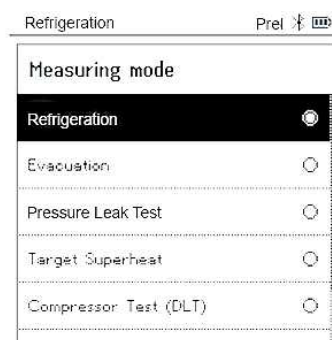 Refrigeration Prel
Measuring mode
Refrigeration
Evacuation
Pressure Leak Test
Target Superheat
Compressor Test (DLT)